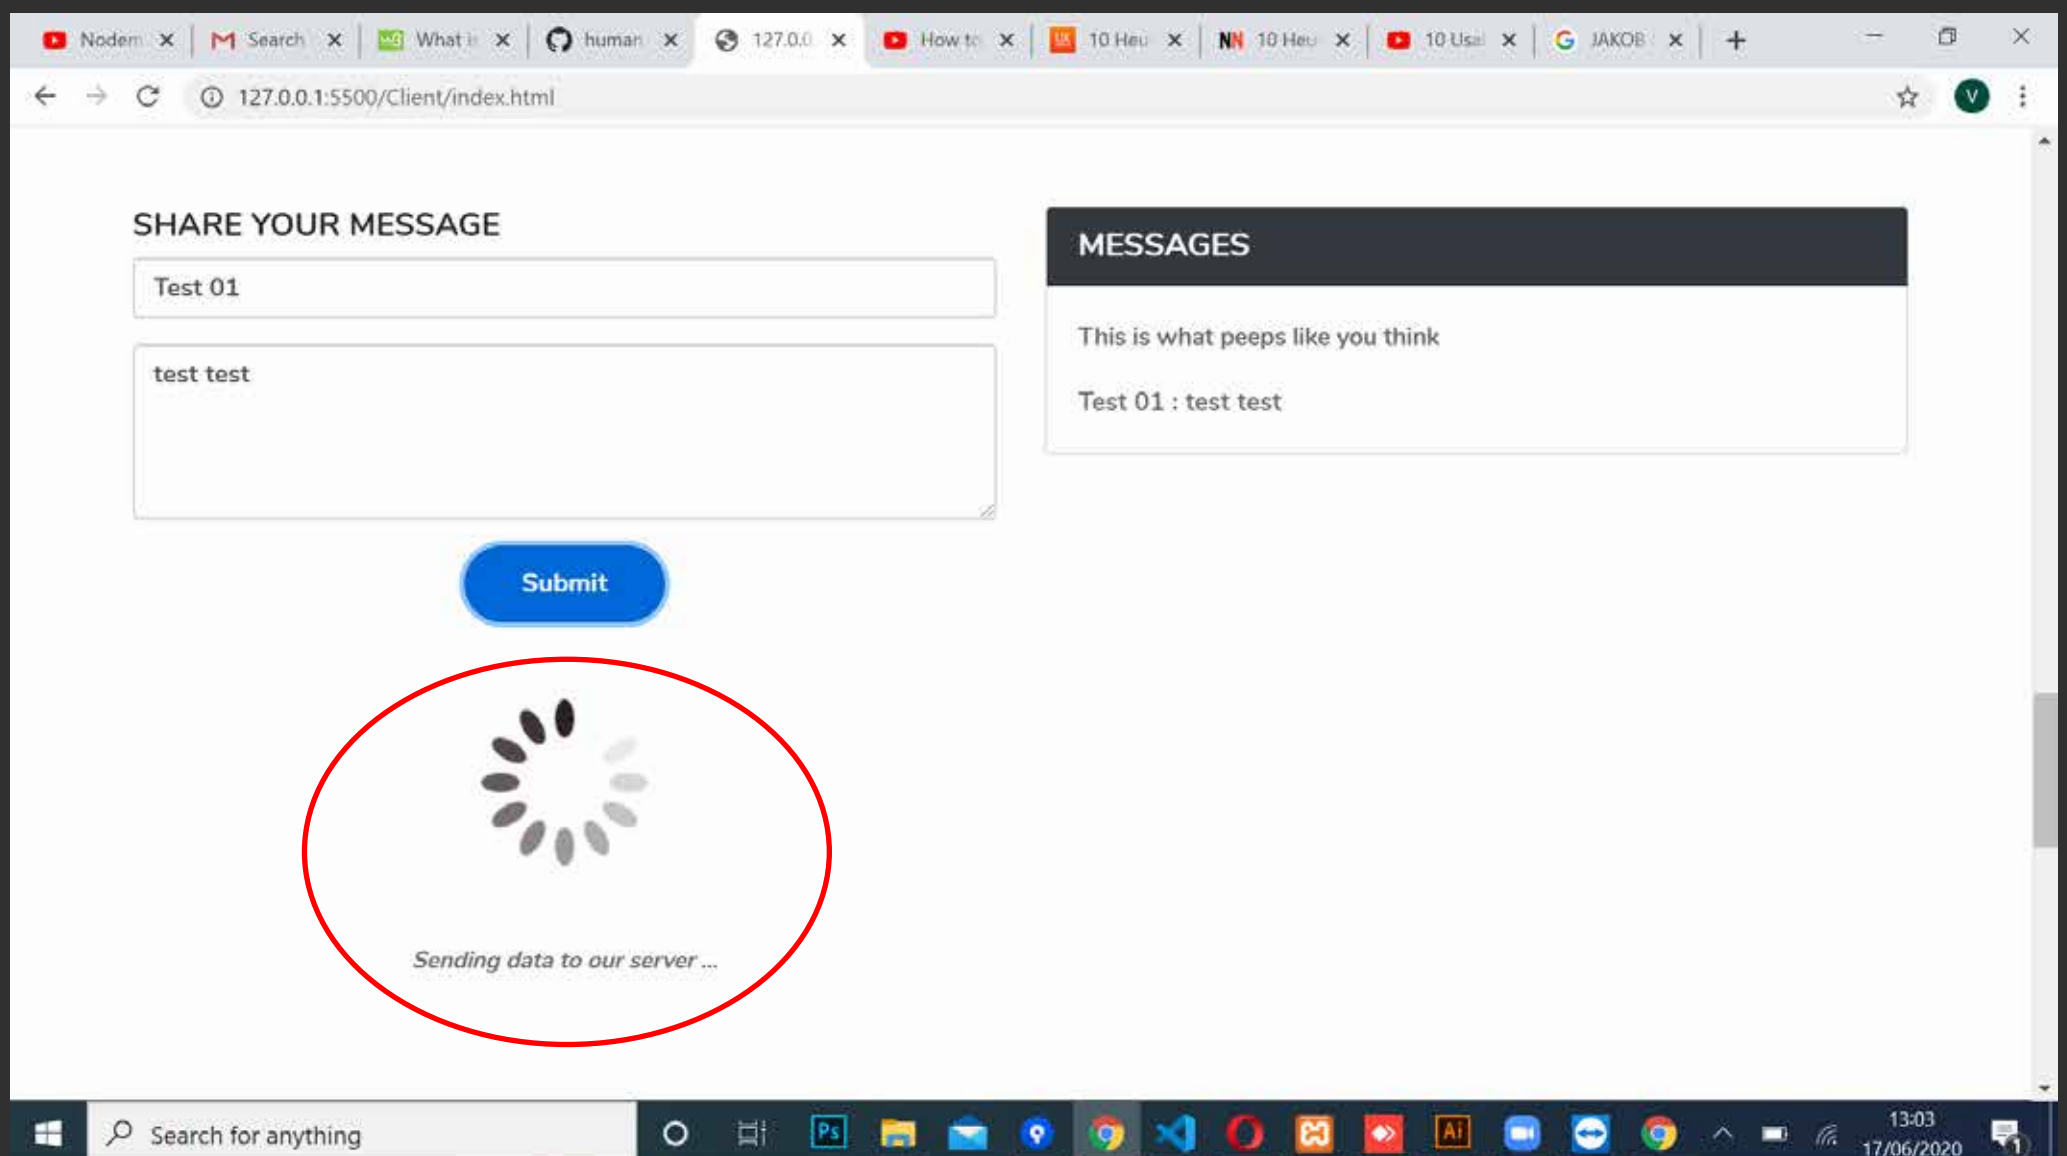 Nodem
Search
What i
human
127.0.0
How to
10 Heu
10 Heu
10 Usa
JAKOB
127.0.0.1:5500/Client/index.html
V
SHARE YOUR MESSAGE
Test 01
test test
Submit
Sending data to our server ...
MESSAGES
This is what peeps like you think
Test 01 : test test
Search for anything
Ps
Ai
13:03
17/06/2020
1